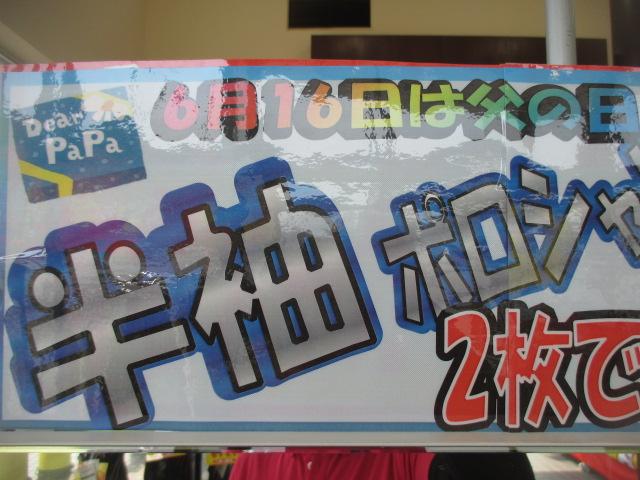 6月16日は父の日
Dear
PaPa
半袖
ポロシャ
2枚で